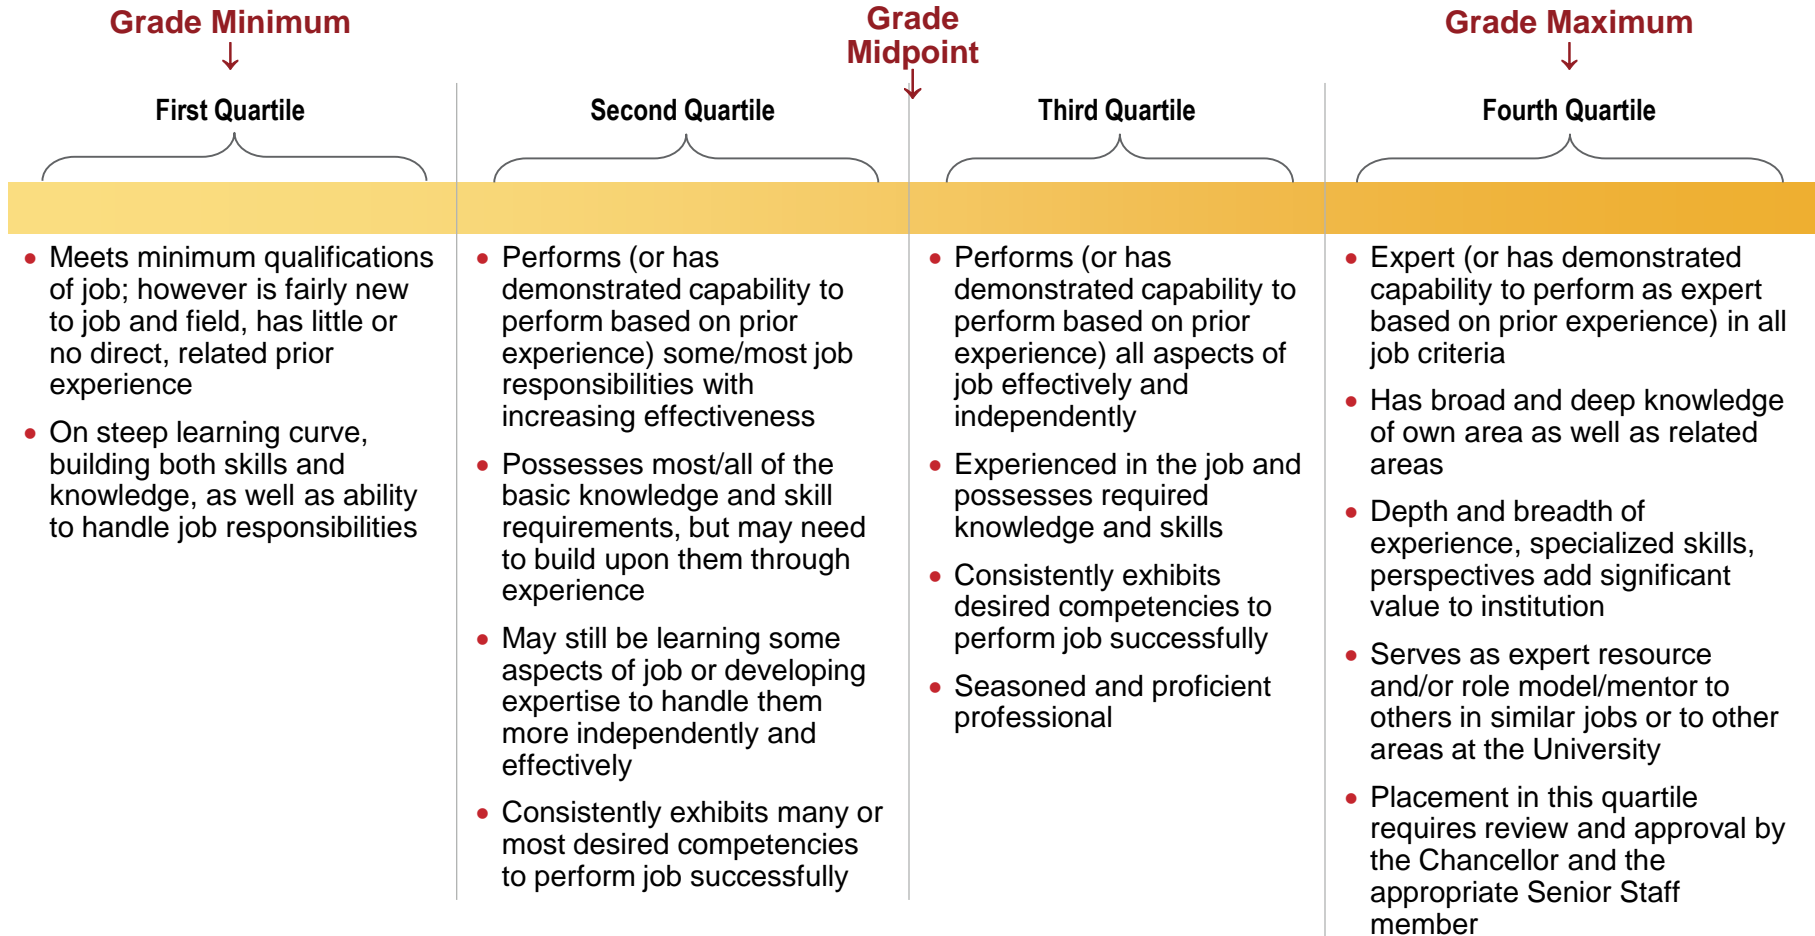 Grade Minimum
↓
Grade
Midpoint
↓
Grade Maximum
↓
First Quartile
• Meets minimum qualifications
of job; however is fairly new
to job and field, has little or
no direct, related prior
experience
• On steep learning curve,
building both skills and
knowledge, as well as ability
to handle job responsibilities
Second Quartile
• Performs (or has
demonstrated capability to
perform based on prior
experience) some/most job
responsibilities with
increasing effectiveness
• Possesses most/all of the
basic knowledge and skill
requirements, but may need
to build upon them through
experience
• May still be learning some
aspects of job or developing
expertise to handle them
more independently and
effectively
• Consistently exhibits many or
most desired competencies
to perform job successfully
Third Quartile
• Performs (or has
demonstrated capability to
perform based on prior
experience) all aspects of
job effectively and
independently
• Experienced in the job and
possesses required
knowledge and skills
• Consistently exhibits
desired competencies to
perform job successfully
• Seasoned and proficient
professional
Fourth Quartile
• Expert (or has demonstrated
capability to perform as expert
based on prior experience) in all
job criteria
• Has broad and deep knowledge
of own area as well as related
areas
• Depth and breadth of
experience, specialized skills,
perspectives add significant
value to institution
• Serves as expert resource
and/or role model/mentor to
others in similar jobs or to other
areas at the University
• Placement in this quartile
requires review and approval by
the Chancellor and the
appropriate Senior Staff
member